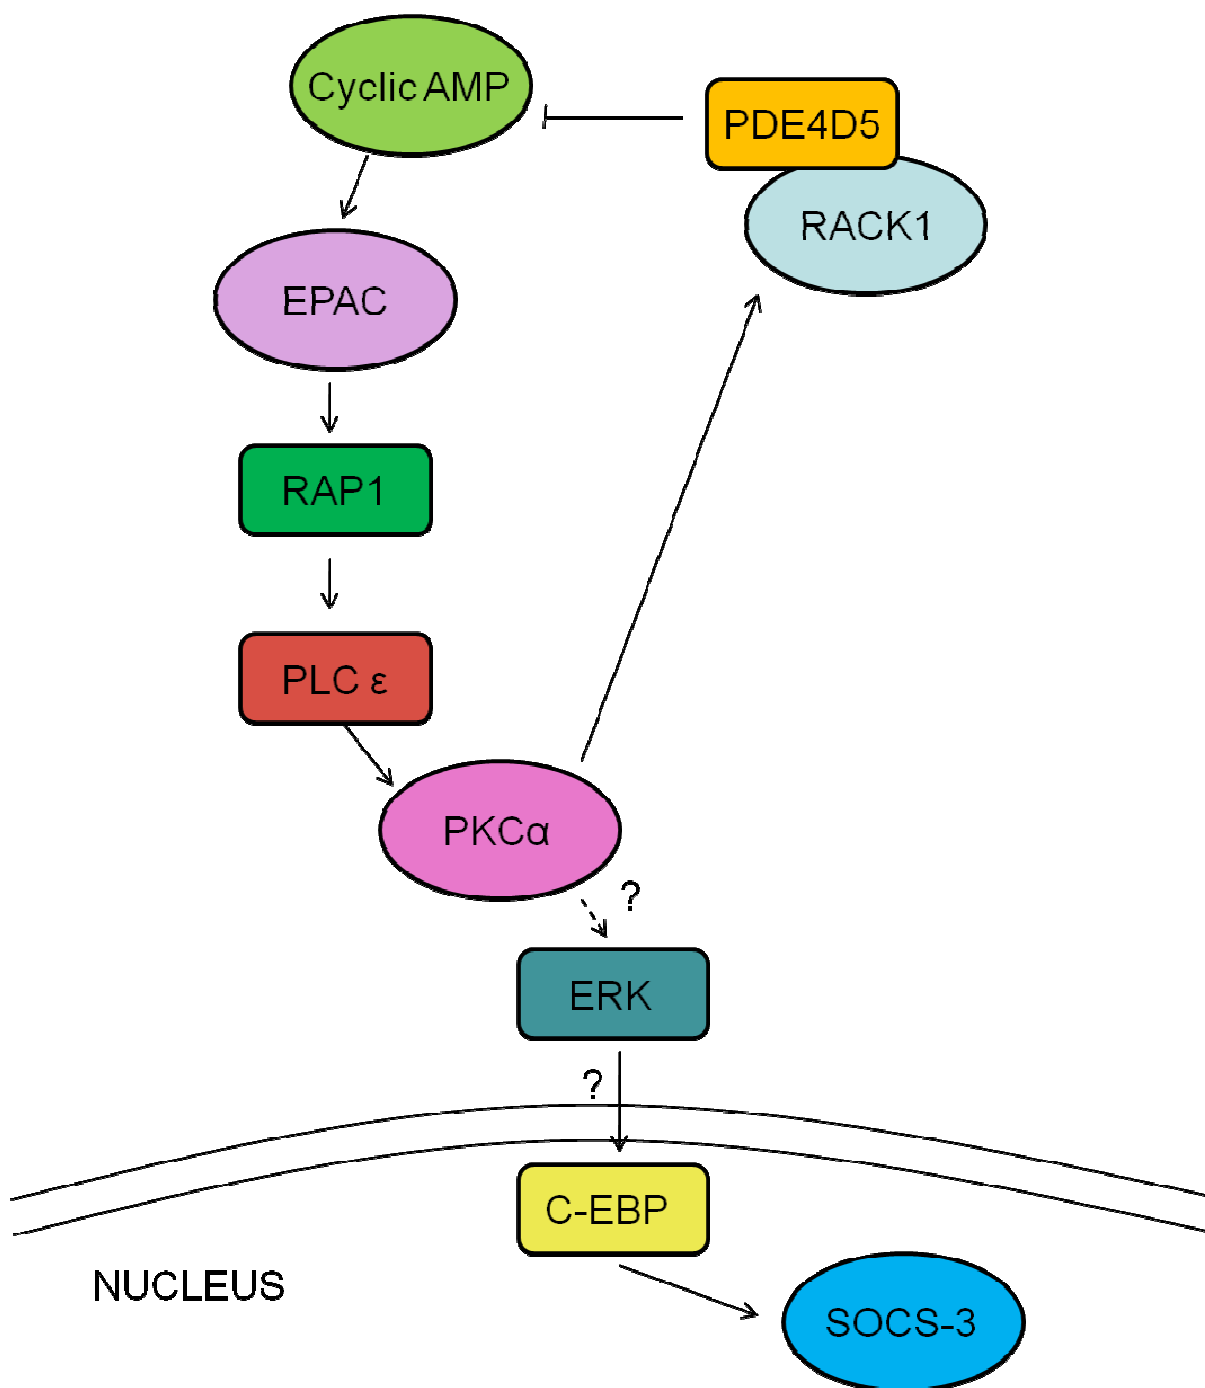 Cyclic AMP
PDE4D5
RACK1
EPAC
RAP1
PLC ε
PKCα
?
ERK
?
C-EBP
NUCLEUS
SOCS-3